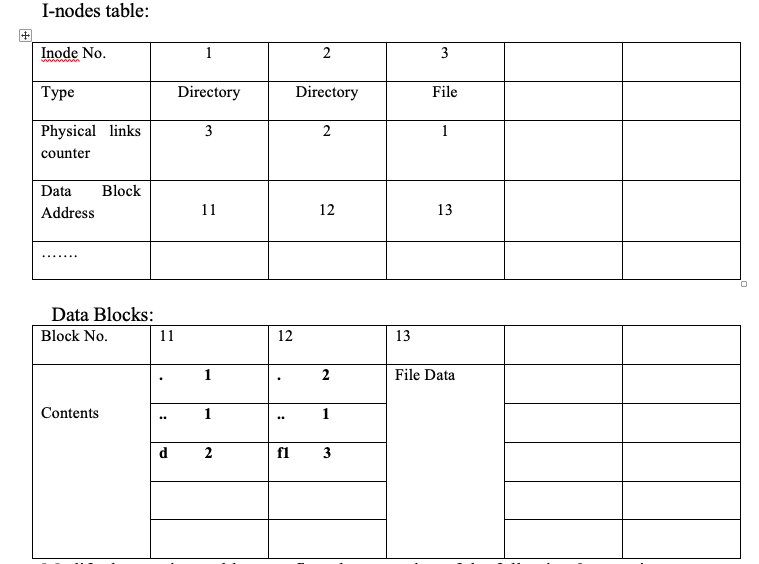 I-nodes table:
Inode No. 1 2 3
Type Directory Directory File
Physical links counter 3 2 1
Data Block Address 11 12 13
.......
Data Blocks:
Block No. 11 12 13
. 1 . 2 File Data
Contents .. 1 .. 1
d 2 f1 3